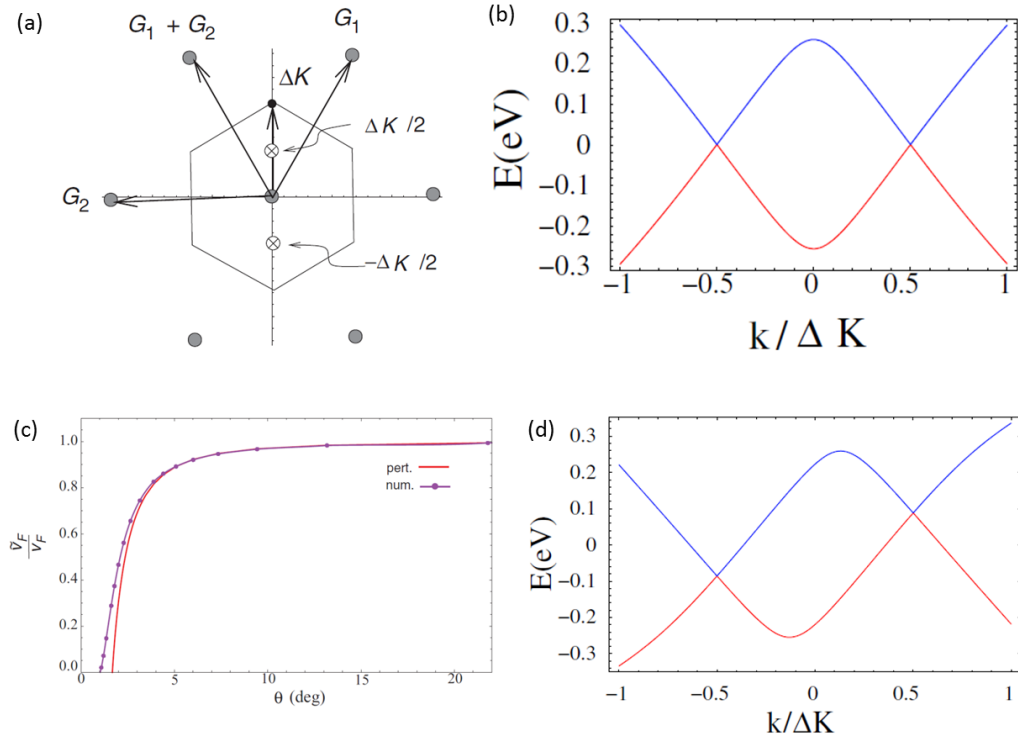 (a)
G₁ + G₂
G₁
ΔK
ΔK /2
G₂
–ΔK /2
(b)
0.3
0.2
0.1
0
−0.1
−0.2
−0.3
E(eV)
−1
−0.5
0
0.5
1
k / Δ K
(c)
1.0
0.8
0.6
0.4
0.2
0.0
ṽF
vF
pert.
num.
0
5
10
15
20
θ (deg)
(d)
0.3
0.2
0.1
0
−0.1
−0.2
−0.3
E(eV)
−1
−0.5
0
0.5
1
k/ΔK